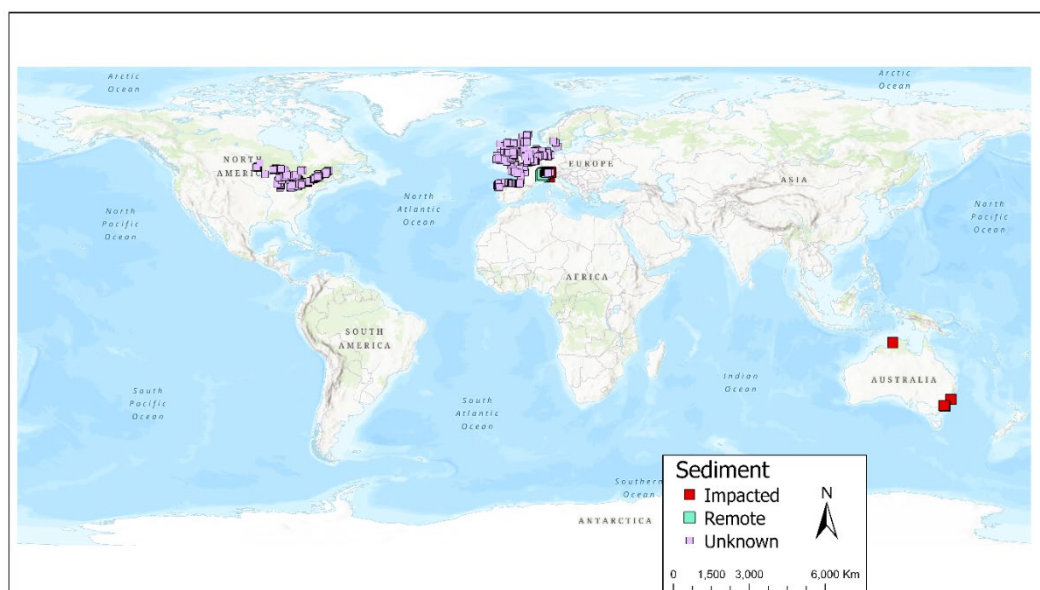 Arctic
Ocean
Arctic
Ocean
NORTH
AMERI
EUROPE
ASIA
North
Pacific
Ocean
North
Atlantic
Ocean
North
Pacific
Ocean
AFRICA
SOUTH
AMERICA
Indian
Ocean
AUSTRALIA
South
Pacific
Ocean
South
Atlantic
Ocean
Southern
Ocean
ANTARCTICA
Sediment
Impacted
Remote
Unknown
N
0 1,500 3,000 6,000 Km